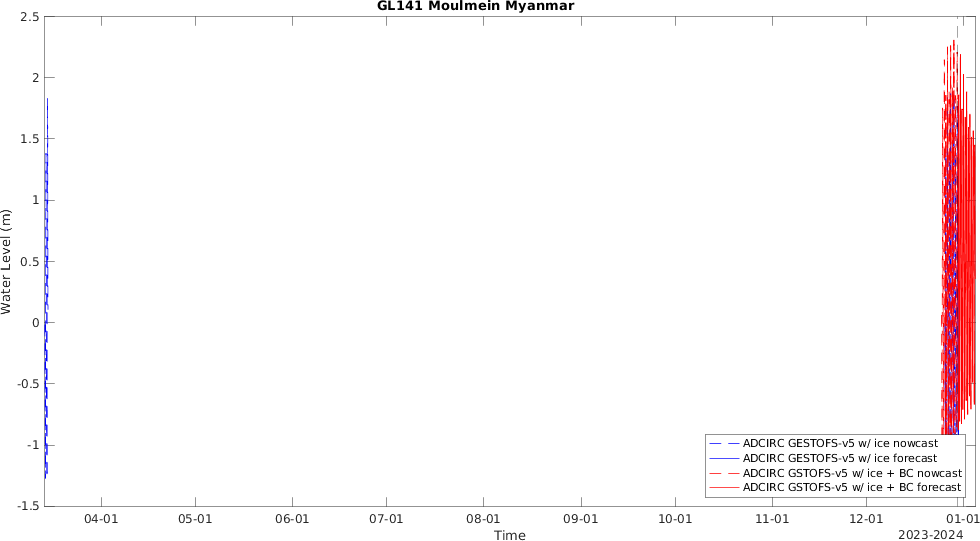 GL141 Moulmein Myanmar
2.5
2
1.5
1
0.5
0
-0.5
-1
-1.5
Water Level (m)
ADCIRC GESTOFS-v5 w/ ice nowcast
ADCIRC GESTOFS-v5 w/ ice forecast
ADCIRC GSTOFS-v5 w/ ice + BC nowcast
ADCIRC GSTOFS-v5 w/ ice + BC forecast
04-01 05-01 06-01 07-01 08-01 09-01 10-01 11-01 12-01 01-01
Time
2023-2024